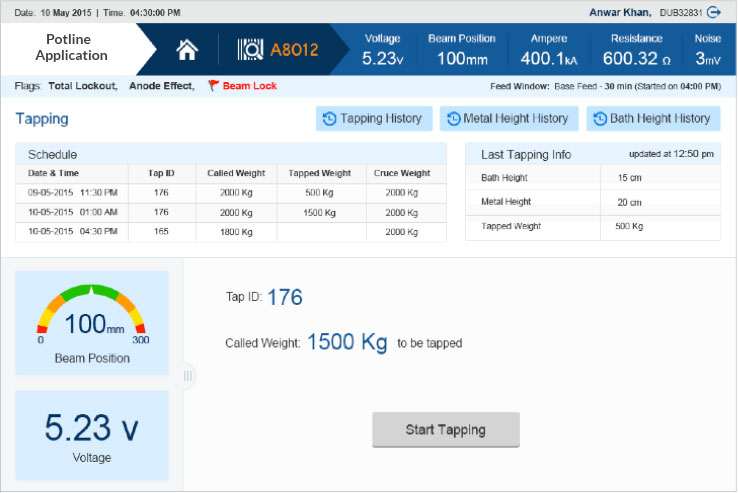 Date: 10 May 2015 | Time: 04:30:00 PM
Anwar Khan, DUB32831
Potline Application
A8012
Voltage 5.23v
Beam Position 100mm
Ampere 400.1kA
Resistance 600.32 Ω
Noise 3mV
Flags: Total Lockout, Anode Effect, Beam Lock
Feed Window: Base Feed - 30 min (Started on 04:00 PM)
Tapping
Tapping History
Metal Height History
Bath Height History
Schedule
Date & Time Tap ID Called Weight Tapped Weight Cruce Weight
09-05-2015 11:30 PM 176 2000 Kg 500 Kg 2000 Kg
10-05-2015 01:00 AM 176 2000 Kg 1500 Kg 2000 Kg
10-05-2015 04:30 PM 165 1800 Kg 2000 Kg
Last Tapping Info updated at 12:50 pm
Bath Height 15 cm
Metal Height 20 cm
Tapped Weight 500 Kg
100mm
0 300
Beam Position
5.23 v
Voltage
Tap ID: 176
Called Weight: 1500 Kg to be tapped
Start Tapping